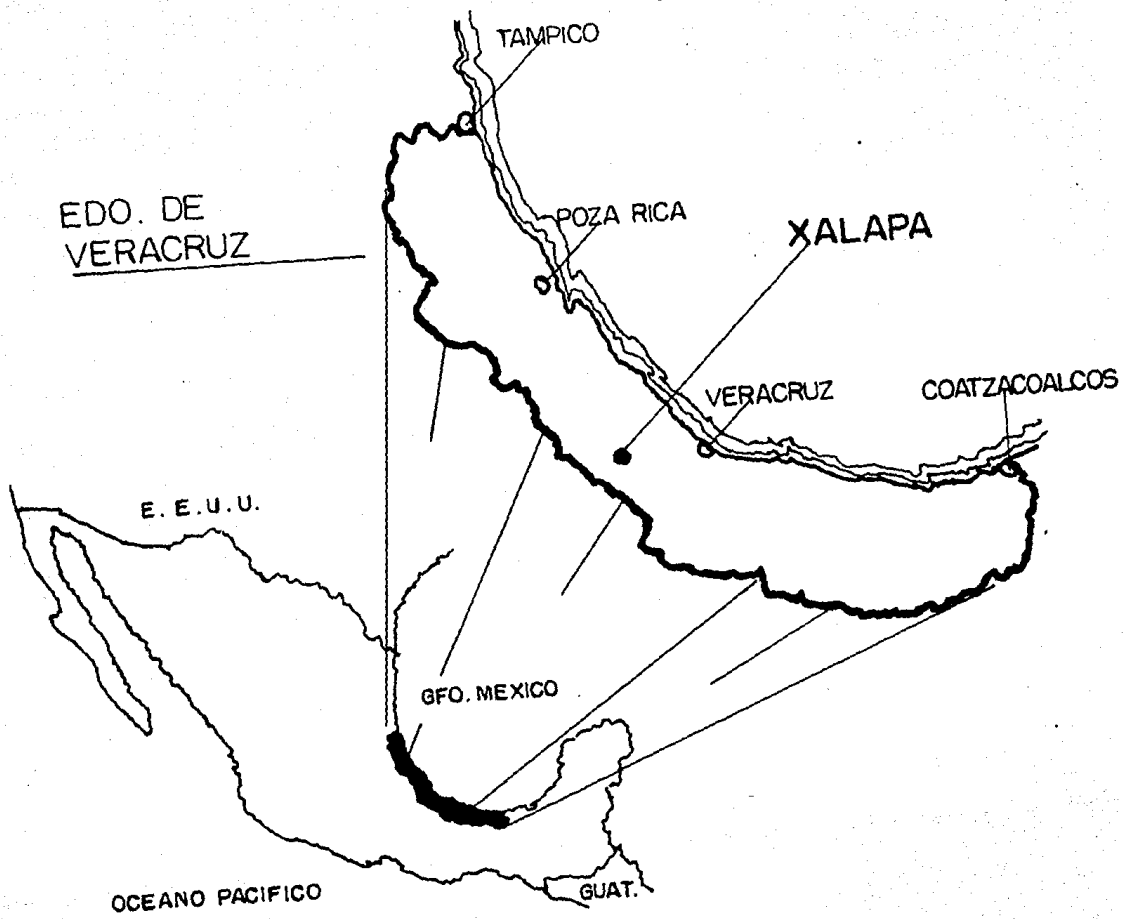 TAMPICO
EDO. DE
VERACRUZ
POZA RICA
XALAPA
VERACRUZ
COATZACOALCOS
E.E.U.U.
GFO. MEXICO
OCEANO PACIFICO
GUAT.